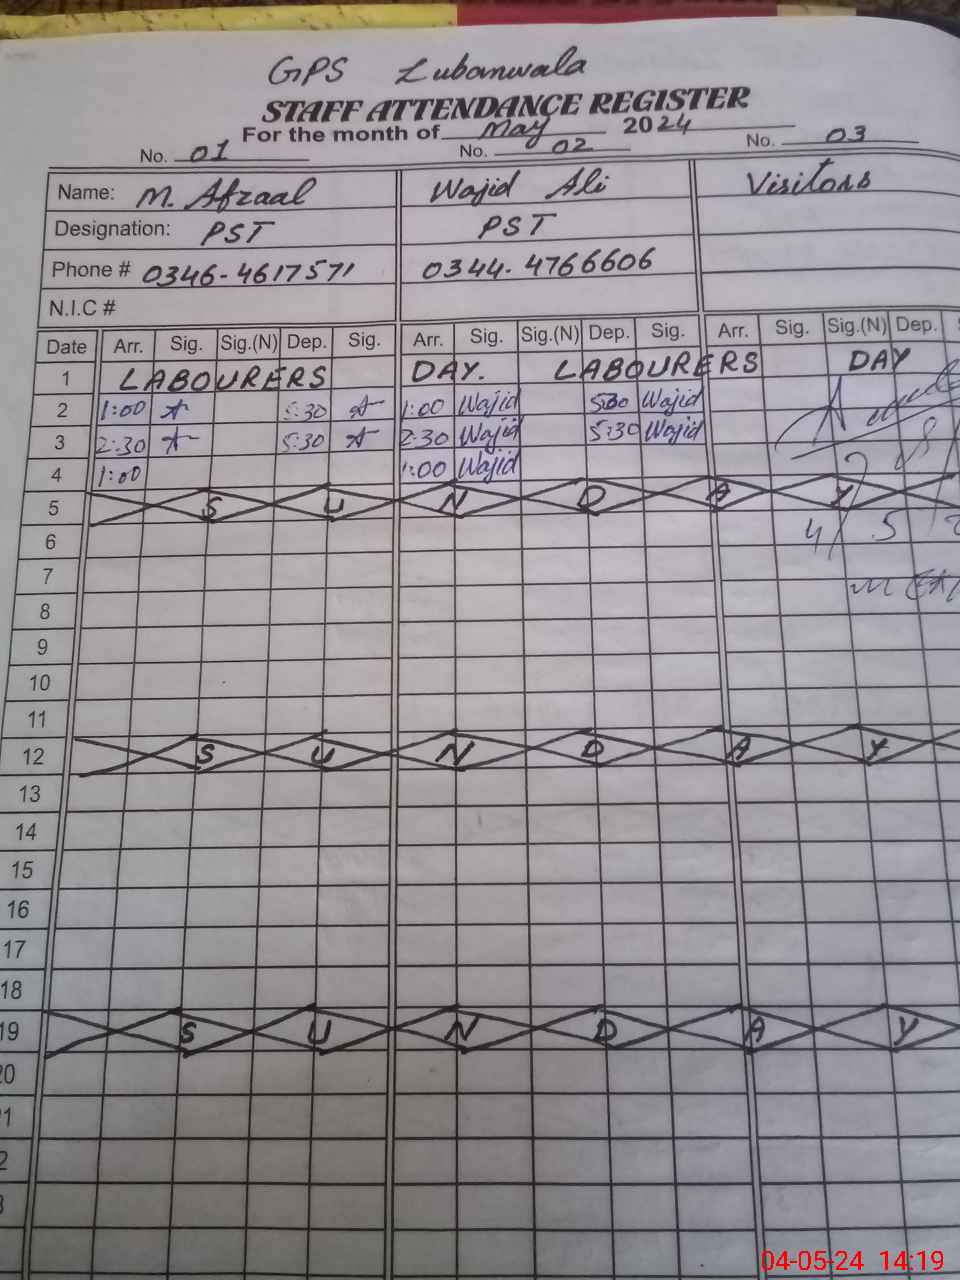 GPS Lubanwala
STAFF ATTENDANCE REGISTER
For the month of May 2024
No. 01 No. 02 No. 03
Name: M. Afzaal Wajid Ali Visitors
Designation: PST PST
Phone # 0346-4617571 0344-4766606
N.I.C #
Date Arr. Sig. Sig.(N) Dep. Sig. Arr. Sig. Sig.(N) Dep. Sig. Arr. Sig. Sig.(N) Dep.
1 LABOURERS DAY. LABOURERS DAY
2 1:00 5:30 1:00 Wajid 530 Wajid
3 2:30 5:30 2:30 Wajid 5:30 Wajid
4 1:00 1:00 Wajid
5 S U N D A Y
6 4/5
7
8
9
10
11
12 S U N D A Y
13
14
15
16
17
18
19 S U N D A Y
20
21
04-05-24 14:19